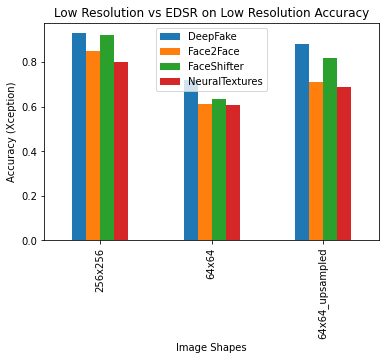 Low Resolution vs EDSR on Low Resolution Accuracy
DeepFake
Face2Face
FaceShifter
NeuralTextures
Accuracy (Xception)
0.8
0.6
0.4
0.2
0.0
256x256
64x64
64x64_upsampled
Image Shapes